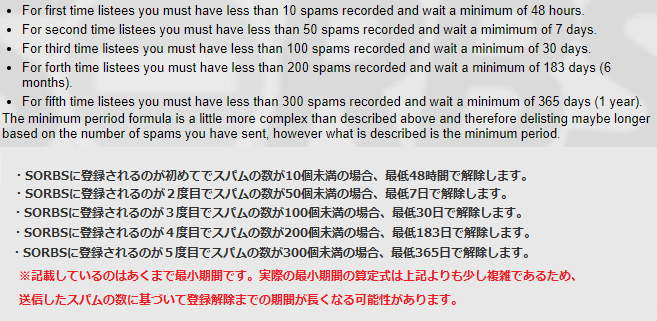 • For first time listees you must have less than 10 spams recorded and wait a minimum of 48 hours.
• For second time listees you must have less than 50 spams recorded and wait a mimimum of 7 days.
• For third time listees you must have less than 100 spams recorded and wait a minimum of 30 days.
• For forth time listees you must have less than 200 spams recorded and wait a minimum of 183 days (6
months).
• For fifth time listees you must have less than 300 spams recorded and wait a minimum of 365 days (1 year).
The minimum perriod formula is a little more complex than described above and therefore delisting maybe longer
based on the number of spams you have sent, however what is described is the minimum period.
・SORBSに登録されるのが初めてでスパムの数が10個未満の場合、最低48時間で解除します。
・SORBSに登録されるのが２度目でスパムの数が50個未満の場合、最低7日で解除します。
・SORBSに登録されるのが３度目でスパムの数が100個未満の場合、最低30日で解除します。
・SORBSに登録されるのが４度目でスパムの数が200個未満の場合、最低183日で解除します。
・SORBSに登録されるのが５度目でスパムの数が300個未満の場合、最低365日で解除します。
※記載しているのはあくまで最小期間です。実際の最小期間の算定式は上記よりも少し複雑であるため、
送信したスパムの数に基づいて登録解除までの期間が長くなる可能性があります。